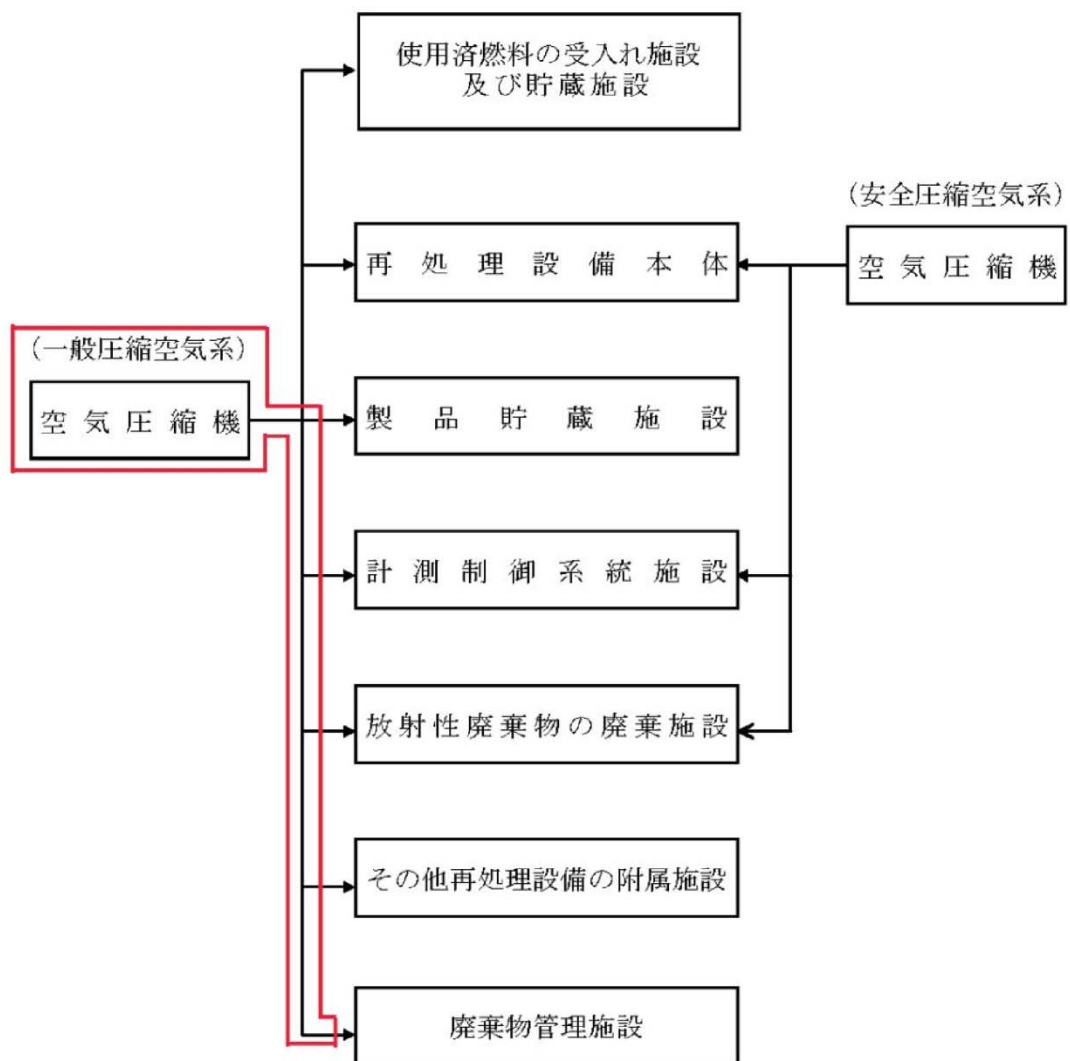 使用済燃料の受入れ施設
及び貯蔵施設
(安全圧縮空気系)
再処理設備本体
空気圧縮機
(一般圧縮空気系)
空気圧縮機
製品貯蔵施設
計測制御系統施設
放射性廃棄物の廃棄施設
その他再処理設備の附属施設
廃棄物管理施設